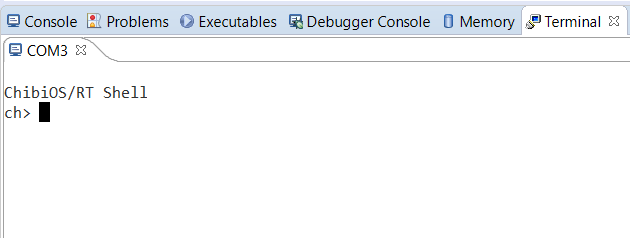 Console Problems Executables Debugger Console Memory Terminal
COM3
ChibiOS/RT Shell
ch>